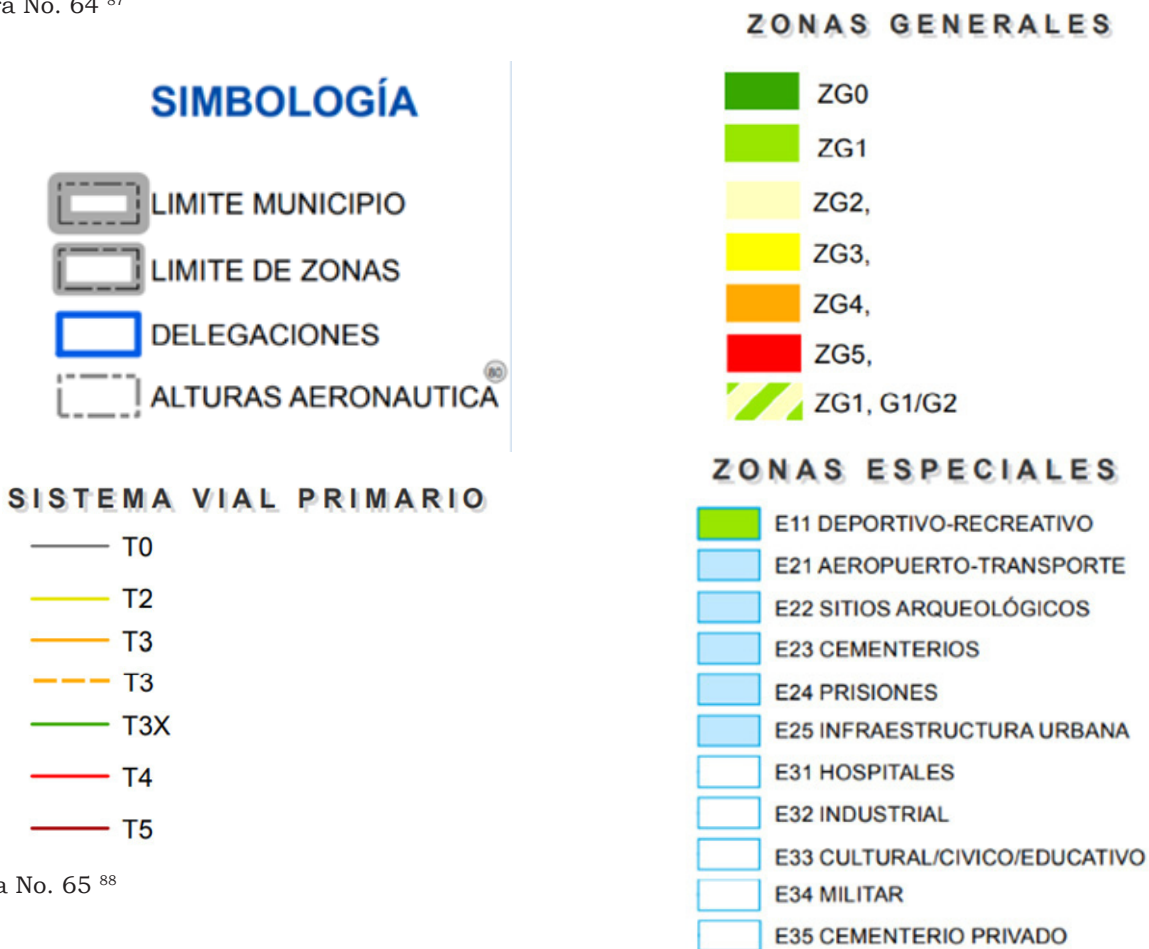 ra No. 64 87
SIMBOLOGÍA
LIMITE MUNICIPIO
LIMITE DE ZONAS
DELEGACIONES
80
ALTURAS AERONAUTICA
SISTEMA VIAL PRIMARIO
T0
T2
T3
T3
T3X
T4
T5
a No. 65 88
ZONAS GENERALES
ZG0
ZG1
ZG2,
ZG3,
ZG4,
ZG5,
ZG1, G1/G2
ZONAS ESPECIALES
E11 DEPORTIVO-RECREATIVO
E21 AEROPUERTO-TRANSPORTE
E22 SITIOS ARQUEOLÓGICOS
E23 CEMENTERIOS
E24 PRISIONES
E25 INFRAESTRUCTURA URBANA
E31 HOSPITALES
E32 INDUSTRIAL
E33 CULTURAL/CIVICO/EDUCATIVO
E34 MILITAR
E35 CEMENTERIO PRIVADO